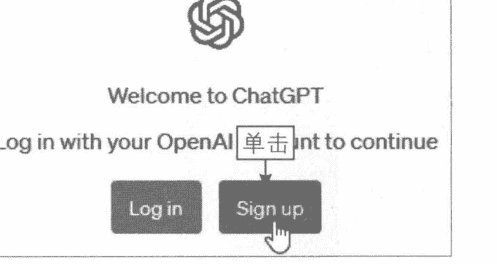 Welcome to ChatGPT
Log in with your OpenAI 单击 unt to continue
Log in
Sign up